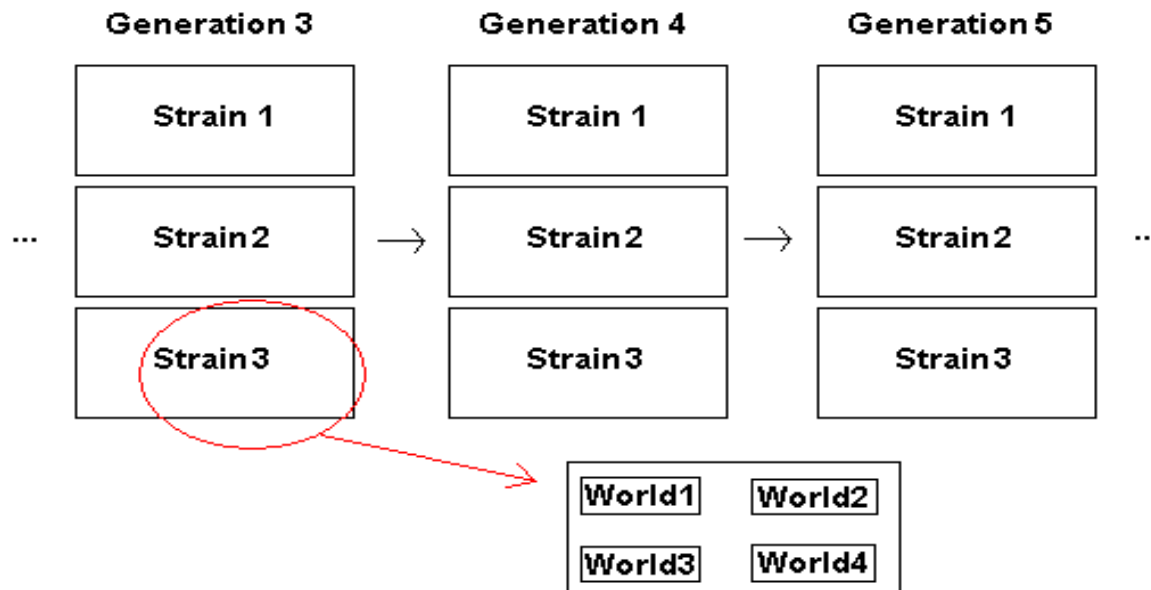 Generation 3 Generation 4 Generation 5
Strain 1 Strain 1 Strain 1
... Strain 2 → Strain 2 → Strain 2 ..
Strain 3 Strain 3 Strain 3
World1 World2
World3 World4